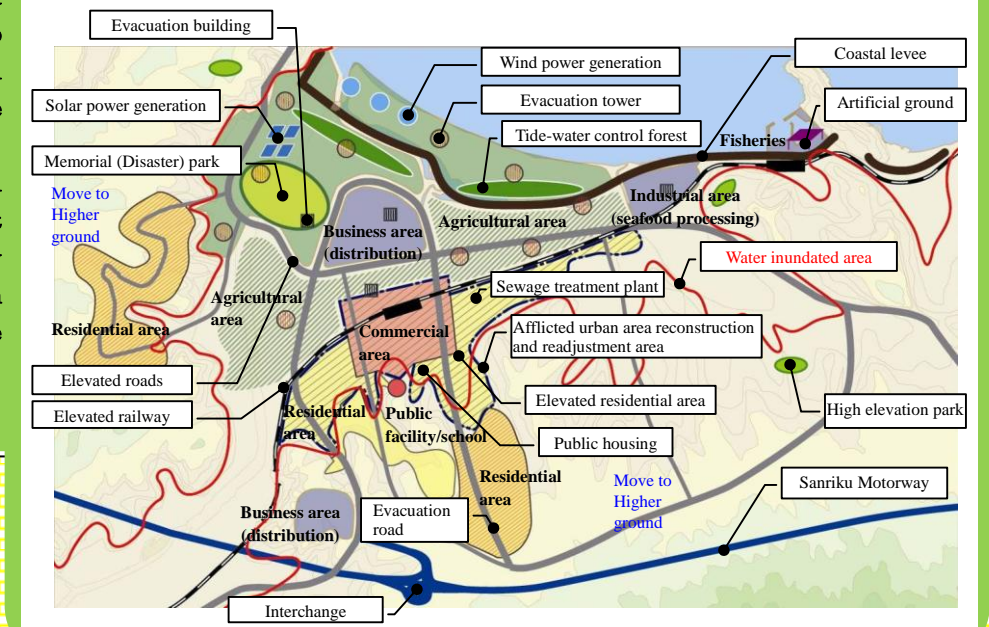 Evacuation building
Wind power generation
Coastal levee
Solar power generation
Evacuation tower
Artificial ground
Tide-water control forest
Fisheries
Memorial (Disaster) park
Move to
Higher
ground
Industrial area
(seafood processing)
Agricultural area
Business area
(distribution)
Water inundated area
Sewage treatment plant
Agricultural
area
Residential area
Commercial
area
Afflicted urban area reconstruction
and readjustment area
Elevated roads
Elevated residential area
High elevation park
Elevated railway
Residential
area
Public
facility/school
Public housing
Residential
area
Move to
Higher
ground
Sanriku Motorway
Business area
(distribution)
Evacuation
road
Interchange